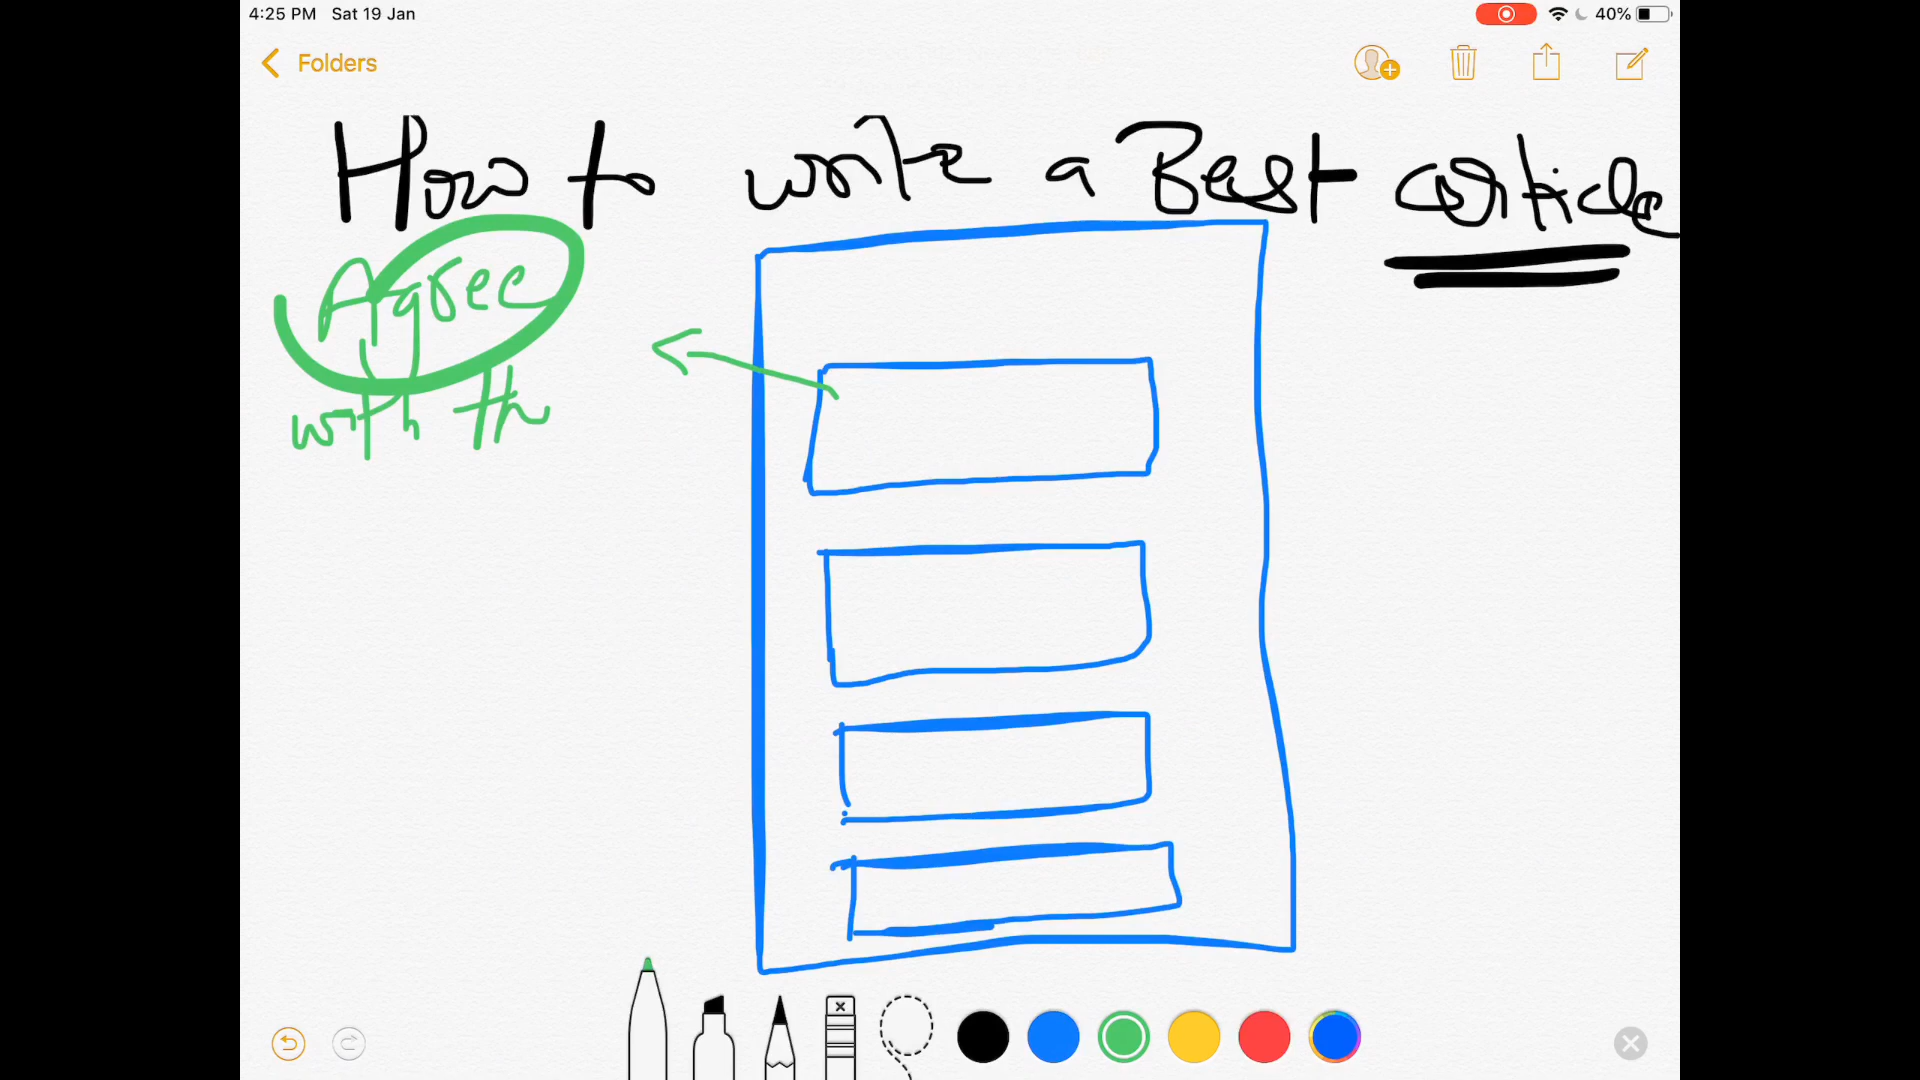 4:25 PM Sat 19 Jan 40%
Folders
How to write a Best article
Agree
with th